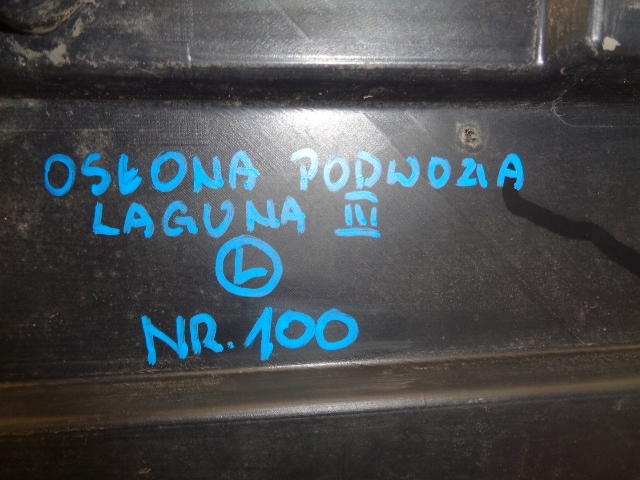 OSŁONA PODWOZIA
LAGUNA III
L
NR. 100